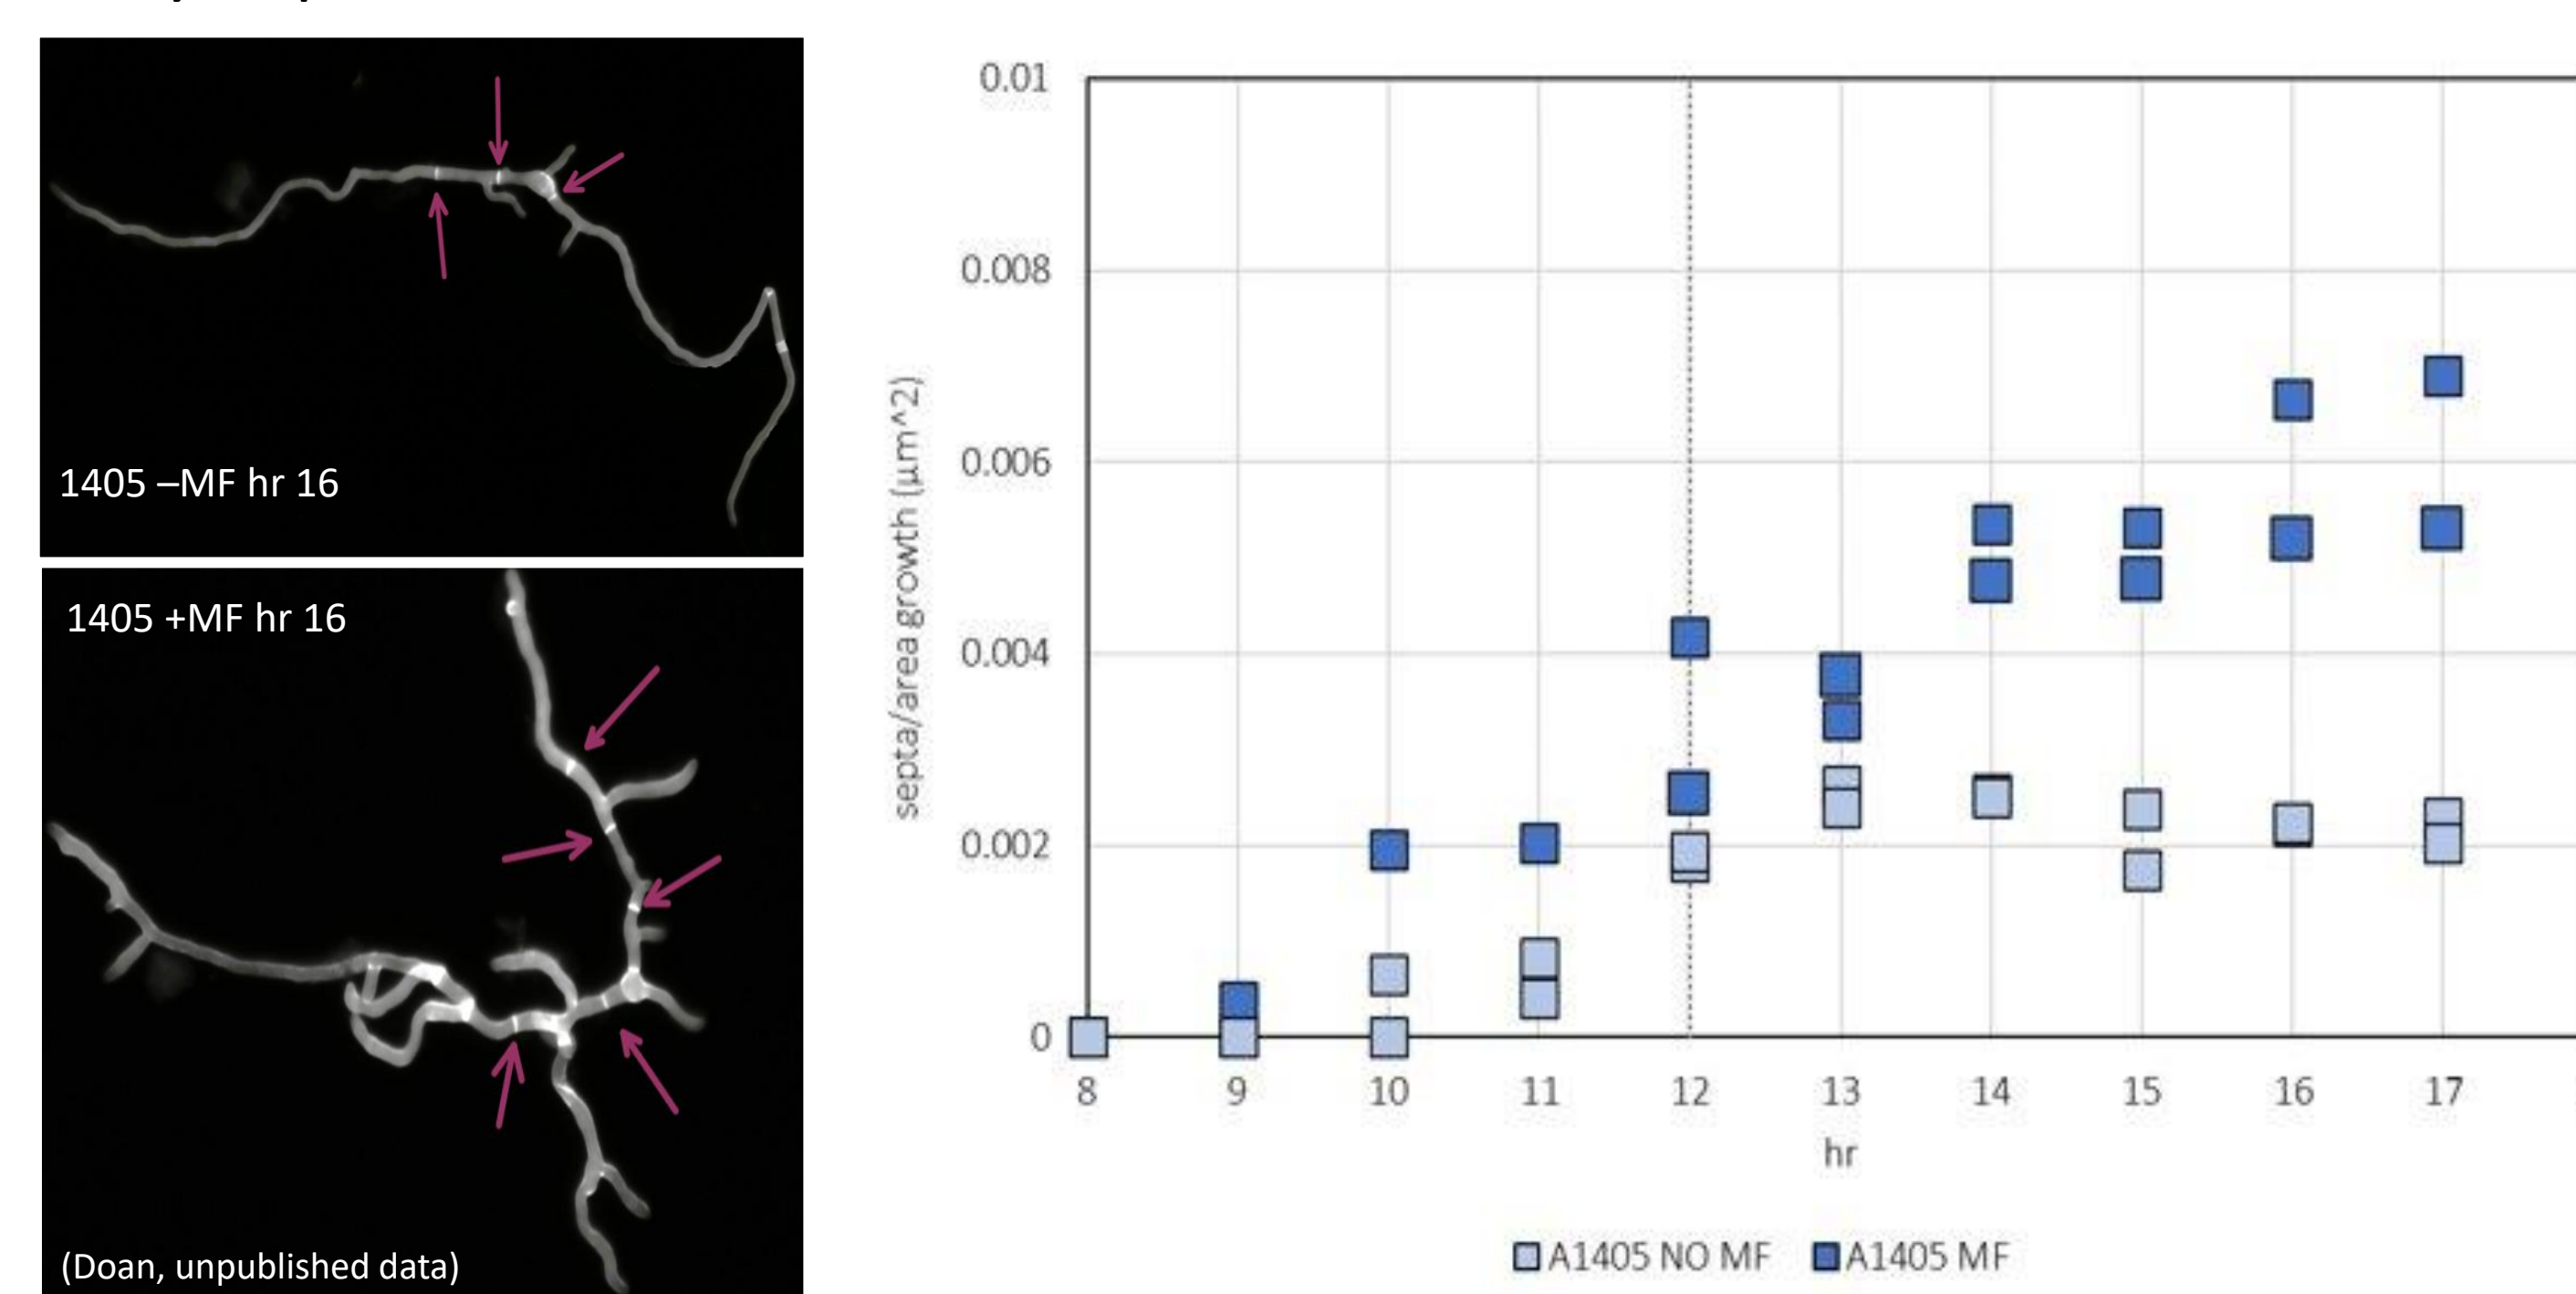 1405 –MF hr 16
1405 +MF hr 16
(Doan, unpublished data)
septa/area growth (µm^2)
0.01
0.008
0.006
0.004
0.002
0
8 9 10 11 12 13 14 15 16 17
hr
A1405 NO MF A1405 MF